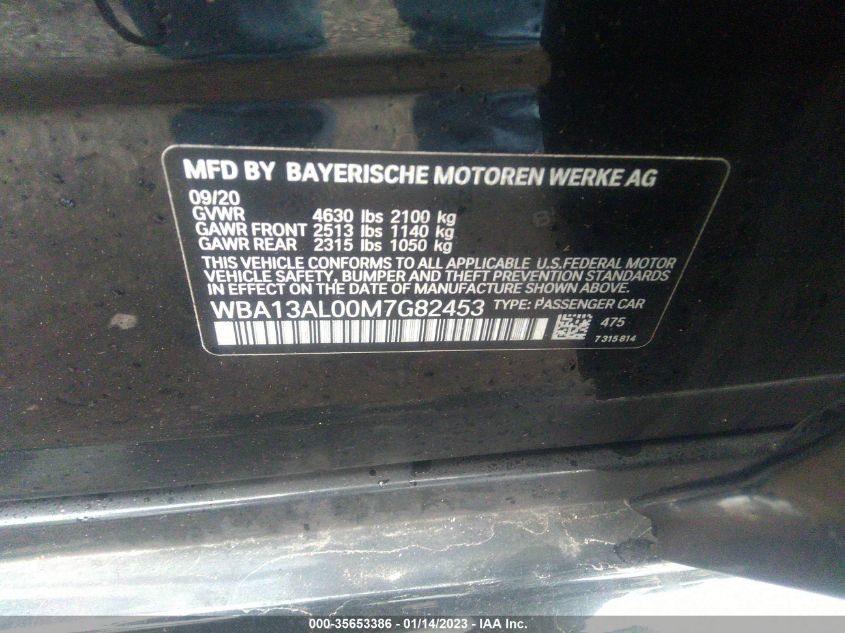 MFD BY BAYERISCHE MOTOREN WERKE AG
09/20
GVWR 4630 lbs 2100 kg
GAWR FRONT 2513 lbs 1140 kg
GAWR REAR 2315 lbs 1050 kg
THIS VEHICLE CONFORMS TO ALL APPLICABLE U.S.FEDERAL MOTOR
VEHICLE SAFETY, BUMPER AND THEFT PREVENTION STANDARDS
IN EFFECT ON THE DATE OF MANUFACTURE SHOWN ABOVE.
WBA13AL00M7G82453 TYPE: PASSENGER CAR
475
7315814
000-35653386 - 01/14/2023 - IAA Inc.